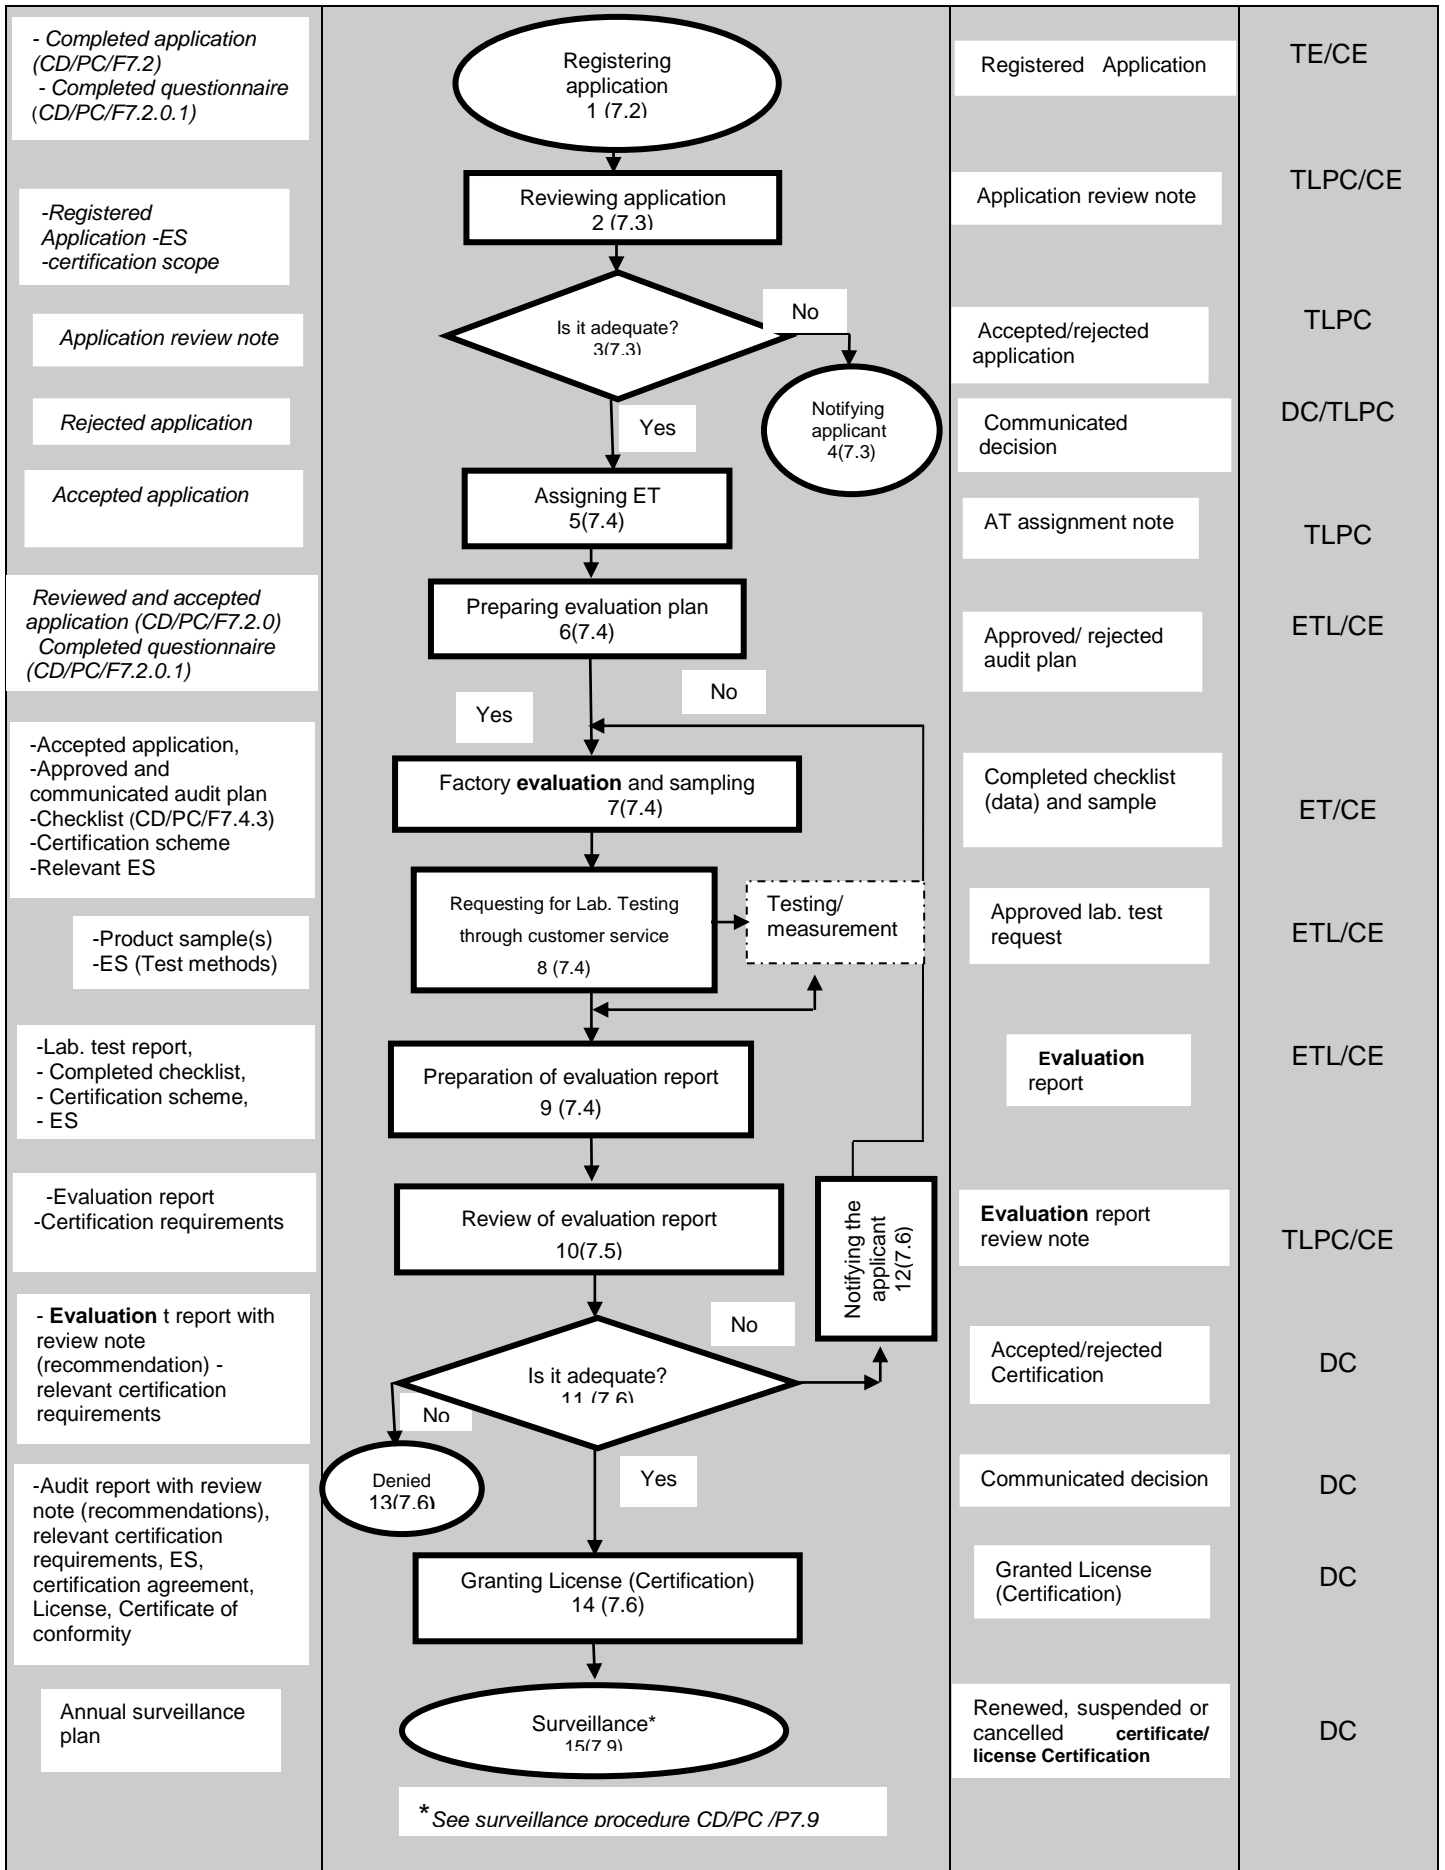 - Completed application
(CD/PC/F7.2)
- Completed questionnaire
(CD/PC/F7.2.0.1)
Registering
application
1 (7.2)
Registered Application
TE/CE
-Registered
Application -ES
-certification scope
Reviewing application
2 (7.3)
Application review note
TLPC/CE
Application review note
Is it adequate?
3(7.3)
No
Accepted/rejected
application
TLPC
Rejected application
Yes
Notifying
applicant
4(7.3)
Communicated
decision
DC/TLPC
Accepted application
Assigning ET
5(7.4)
AT assignment note
TLPC
Reviewed and accepted
application (CD/PC/F7.2.0)
Completed questionnaire
(CD/PC/F7.2.0.1)
Preparing evaluation plan
6(7.4)
Approved/ rejected
audit plan
ETL/CE
Yes
No
-Accepted application,
-Approved and
communicated audit plan
-Checklist (CD/PC/F7.4.3)
-Certification scheme
-Relevant ES
Factory evaluation and sampling
7(7.4)
Completed checklist
(data) and sample
ET/CE
-Product sample(s)
-ES (Test methods)
Requesting for Lab. Testing
through customer service
8 (7.4)
Testing/
measurement
Approved lab. test
request
ETL/CE
-Lab. test report,
- Completed checklist,
- Certification scheme,
- ES
Preparation of evaluation report
9 (7.4)
Evaluation
report
ETL/CE
-Evaluation report
-Certification requirements
Review of evaluation report
10(7.5)
Notifying the
applicant
12(7.6)
Evaluation report
review note
TLPC/CE
- Evaluation t report with
review note
(recommendation) -
relevant certification
requirements
Is it adequate?
11 (7.6)
No
No
Accepted/rejected
Certification
DC
-Audit report with review
note (recommendations),
relevant certification
requirements, ES,
certification agreement,
License, Certificate of
conformity
Denied
13(7.6)
Yes
Communicated decision
DC
Granting License (Certification)
14 (7.6)
Granted License
(Certification)
DC
Annual surveillance
plan
Surveillance*
15(7.9)
Renewed, suspended or
cancelled certificate/
license Certification
DC
*See surveillance procedure CD/PC /P7.9